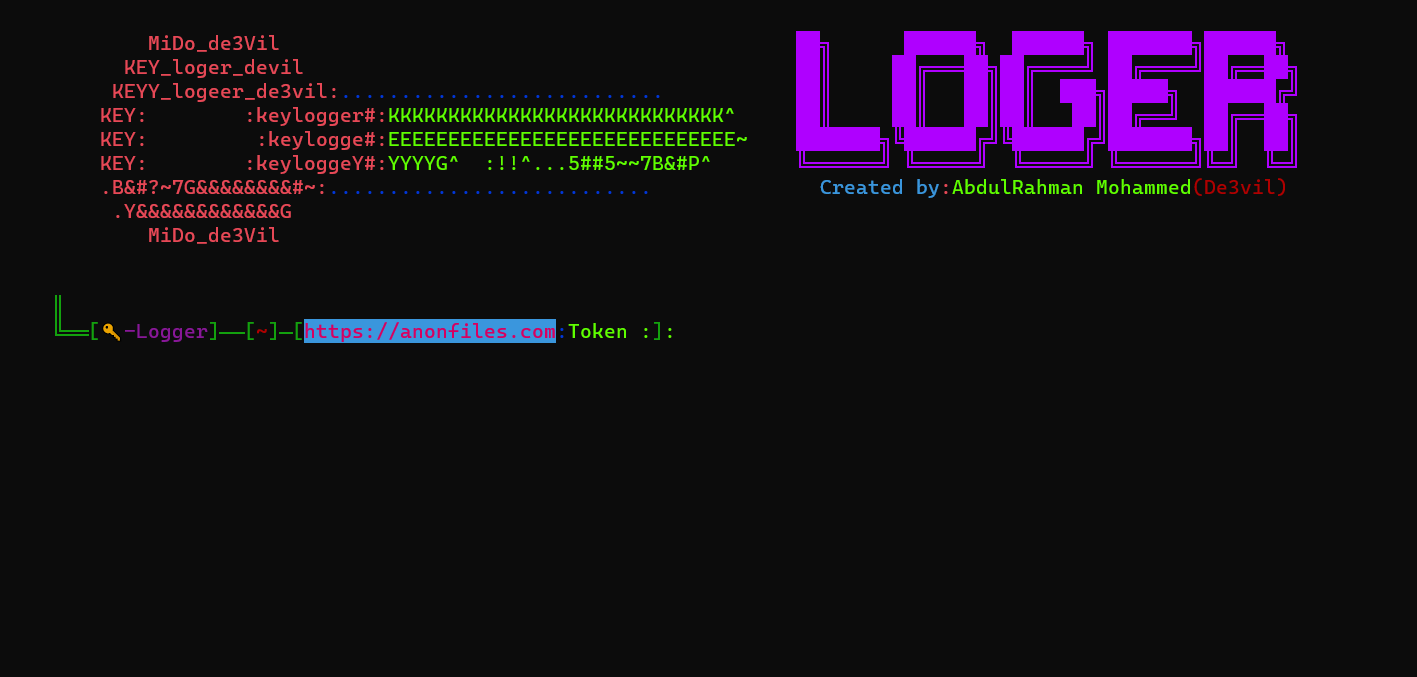 MiDo_de3Vil
KEY_loger_devil
KEYY_logeer_de3vil:...........................
KEY:        :keylogger#:KKKKKKKKKKKKKKKKKKKKKKKKKKKK^
KEY:         :keylogge#:EEEEEEEEEEEEEEEEEEEEEEEEEEEEE~
KEY:        :keyloggeY#:YYYYG^  :!!^...5##5~~7B&#P^
.B&#?~7G&&&&&&&&#~:...........................
.Y&&&&&&&&&&&&G
MiDo_de3Vil
LOGER
Created by:AbdulRahman Mohammed(De3vil)
╚══[🔑-Logger]──[~]─[https://anonfiles.com:Token :]: